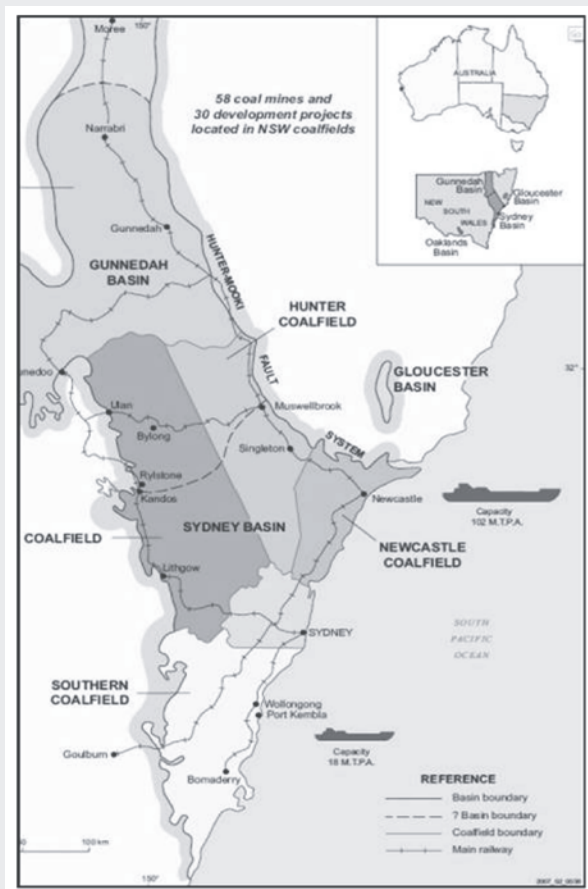 Moree
150°
58 coal mines and
30 development projects
located in NSW coalfields
AUSTRALIA
Narrabri
Gunnedah
Basin
Gloucester
Basin
NEW
SOUTH
WALES
Sydney
Basin
Oaklands
Basin
Gunnedah
GUNNEDAH
BASIN
HUNTER-MOOKI
FAULT
SYSTEM
HUNTER
COALFIELD
GLOUCESTER
BASIN
32°
nedoo
Ulan
Bylong
Muswellbrook
Singleton
Rylstone
Kandos
Newcastle
Capacity
102 M.T.P.A.
COALFIELD
SYDNEY BASIN
NEWCASTLE
COALFIELD
Lithgow
SYDNEY
SOUTH
PACIFIC
OCEAN
SOUTHERN
COALFIELD
Wollongong
Port Kembla
Goulburn
Capacity
18 M.T.P.A.
Bomaderry
REFERENCE
Basin boundary
? Basin boundary
Coalfield boundary
Main railway
100 km
150°